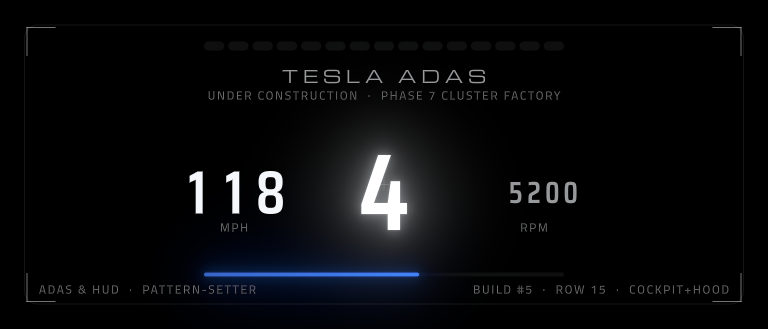 TESLA ADAS
UNDER CONSTRUCTION · PHASE 7 CLUSTER FACTORY
118
MPH
4
5200
RPM
ADAS & HUD · PATTERN-SETTER
BUILD #5 · ROW 15 · COCKPIT+HOOD